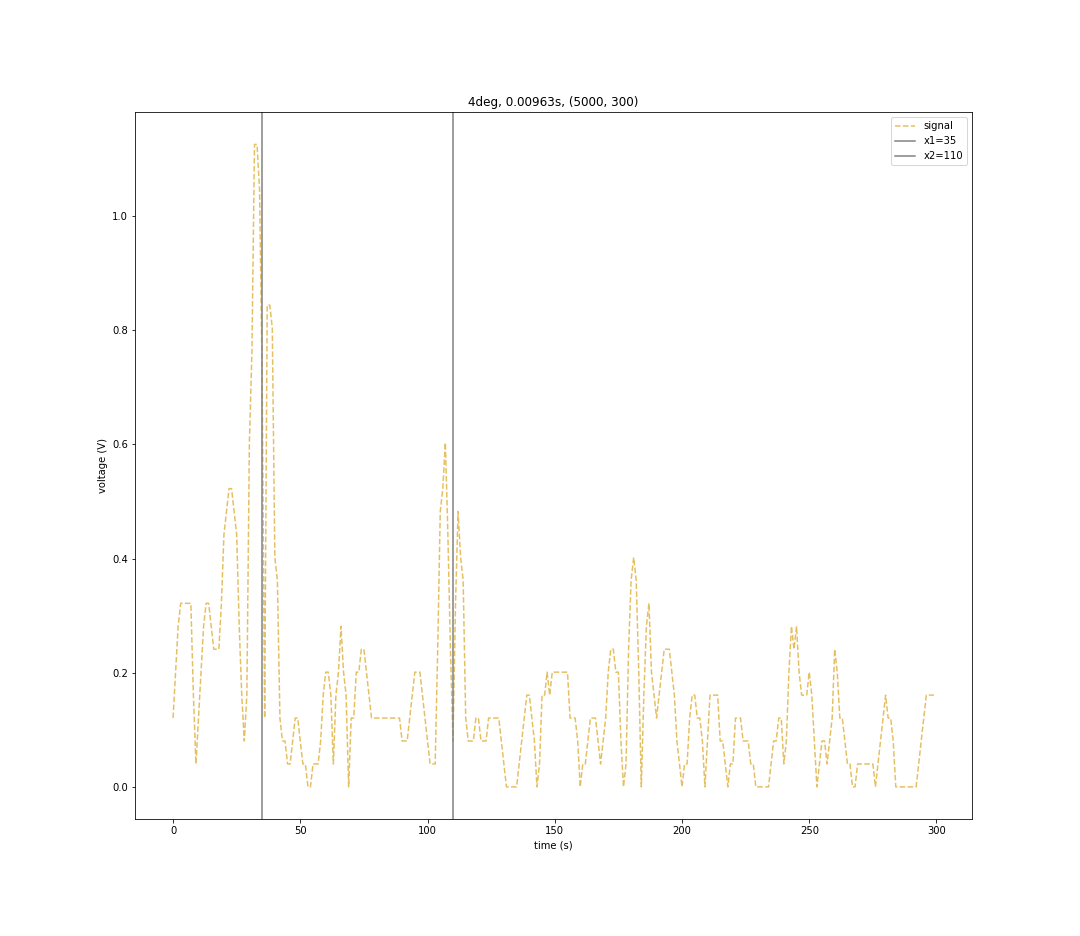 4deg, 0.00963s, (5000, 300)
signal
x1=35
x2=110
1.0
0.8
0.6
0.4
0.2
0.0
voltage (V)
0 50 100 150 200 250 300
time (s)